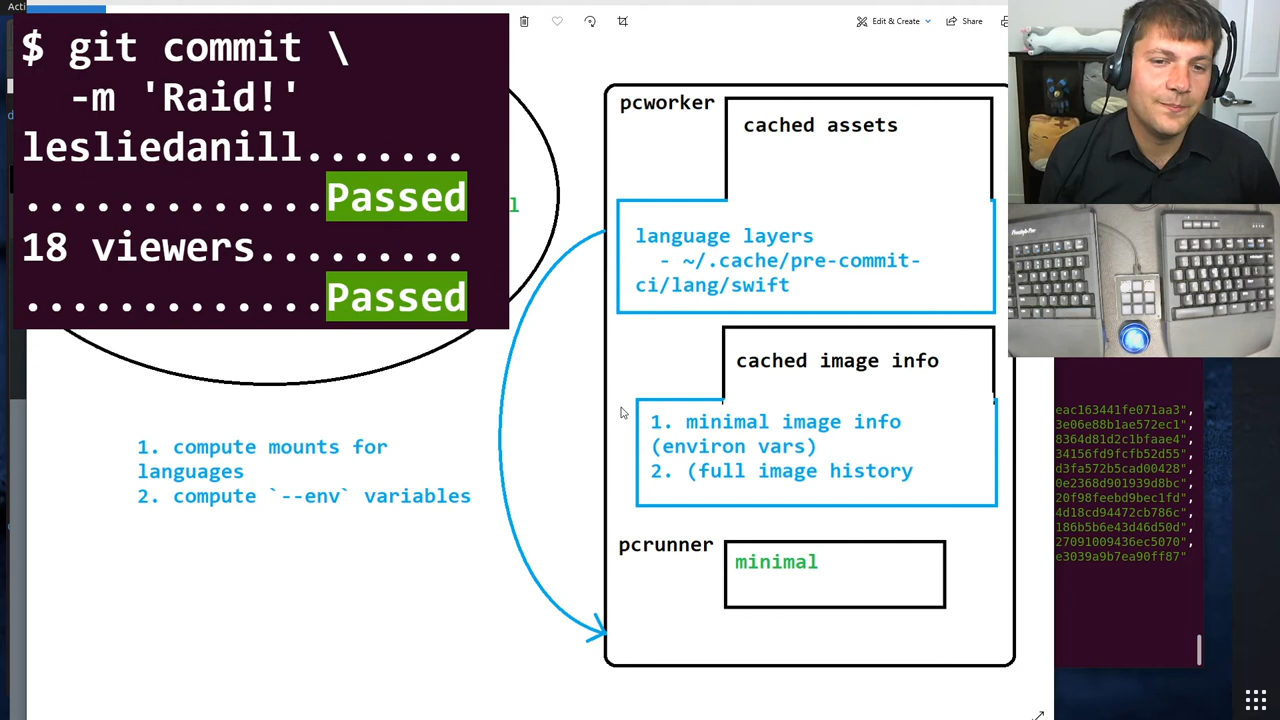 Acti
Edit & Create
Share
$ git commit \
-m 'Raid!'
lesliedanill.......
.............Passed
18 viewers.........
.............Passed
l
pcworker
cached assets
language layers
- ~/.cache/pre-commit-
ci/lang/swift
cached image info
1. minimal image info
(environ vars)
2. (full image history
pcrunner
minimal
1. compute mounts for
languages
2. compute `--env` variables
eac163441fe071aa3",
3e06e88b1ae572ec1",
8364d81d2c1bfaae4",
34156fd9fcfb52d55",
d3fa572b5cad00428",
0e2368d901939d8bc",
20f98feebd9bec1fd",
4d18cd94472cb786c",
186b5b6e43d46d50d",
27091009436ec5070",
e3039a9b7ea90ff87"